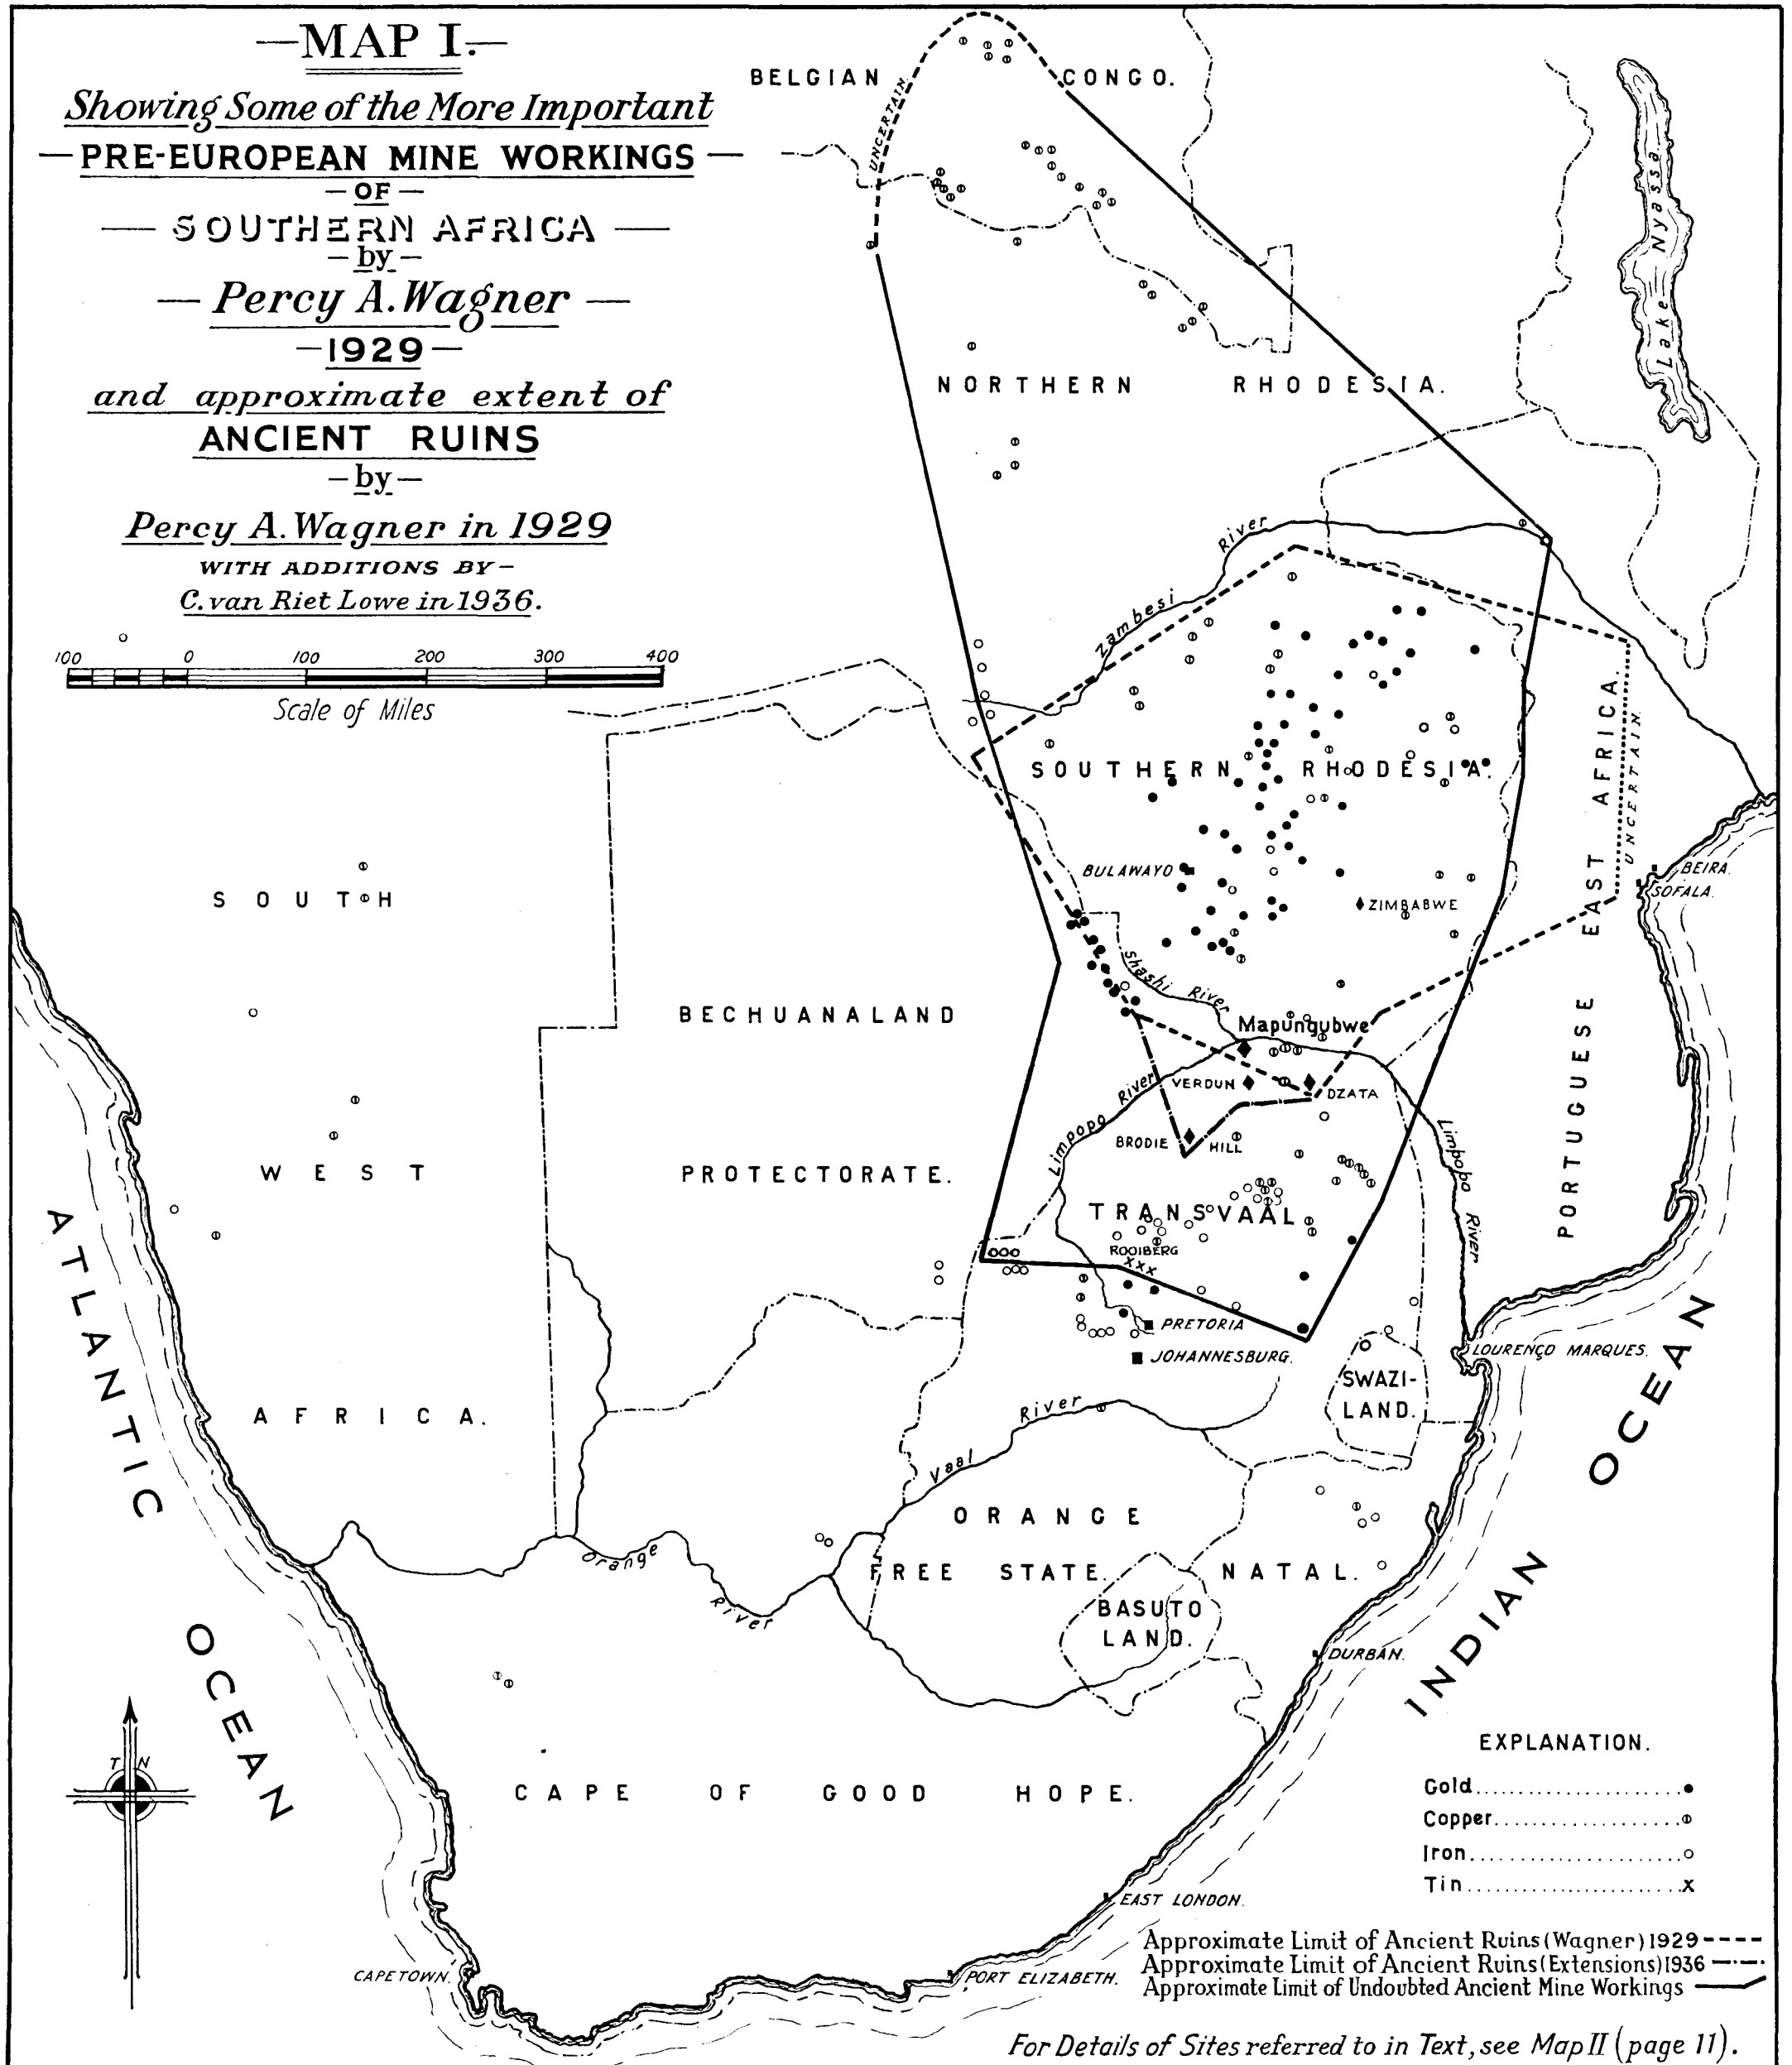 —MAP I.—
Showing Some of the More Important
—PRE-EUROPEAN MINE WORKINGS—
—OF—
—SOUTHERN AFRICA—
—by—
—Percy A. Wagner—
—1929—
and approximate extent of
ANCIENT RUINS
—by—
Percy A. Wagner in 1929
WITH ADDITIONS BY—
C. van Riet Lowe in 1936.
100 0 100 200 300 400
Scale of Miles
BELGIAN CONGO.
UNCERTAIN.
Lake Nyassa
NORTHERN RHODESIA.
Zambesi River
SOUTHERN RHODESIA.
BULAWAYO
ZIMBABWE
UNCERTAIN.
PORTUGUESE EAST AFRICA.
BEIRA.
SOFALA.
SOUTH
WEST
AFRICA.
BECHUANALAND
PROTECTORATE.
Shashi River
Mapungubwe
VERDUN
DZATA
BRODIE HILL
Limpopo River
Limpopo River
TRANSVAAL
ROOIBERG
xxx
PRETORIA
JOHANNESBURG.
LOURENÇO MARQUES.
SWAZI-
LAND.
Vaal River
ORANGE
FREE STATE.
NATAL.
BASUTO
LAND.
Orange River
DURBAN.
ATLANTIC OCEAN
INDIAN OCEAN
T N
CAPE OF GOOD HOPE.
EAST LONDON.
PORT ELIZABETH.
CAPETOWN.
EXPLANATION.
Gold
Copper
Iron
Tin x
Approximate Limit of Ancient Ruins (Wagner) 1929
Approximate Limit of Ancient Ruins (Extensions) 1936
Approximate Limit of Undoubted Ancient Mine Workings
For Details of Sites referred to in Text, see Map II (page 11).